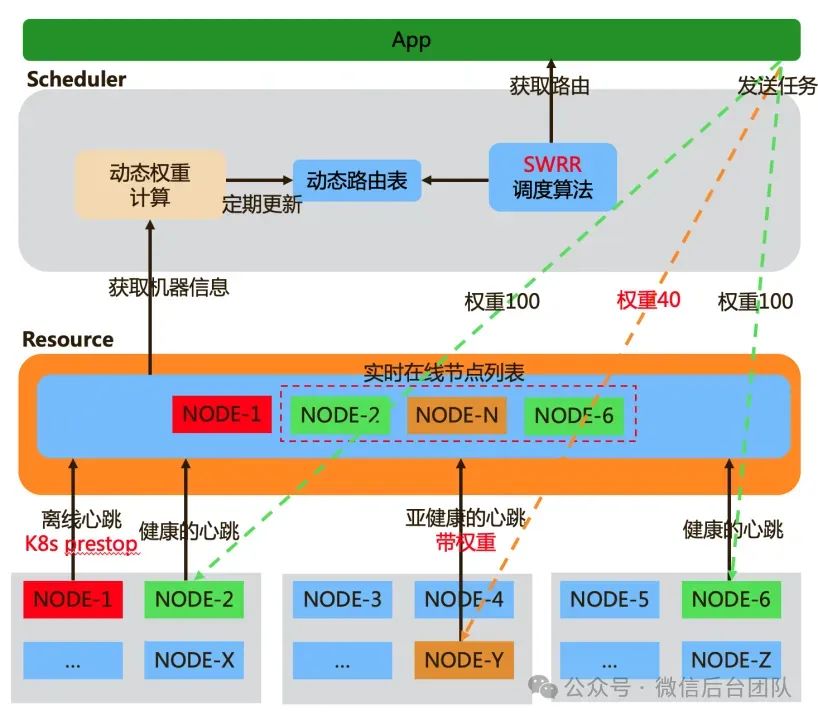 App
Scheduler
获取路由
发送任务
动态权重
计算
定期更新
动态路由表
SWRR
调度算法
获取机器信息
权重100
权重40
权重100
Resource
实时在线节点列表
NODE-1
NODE-2
NODE-N
NODE-6
离线心跳
K8s prestop
健康的心跳
亚健康的心跳
带权重
健康的心跳
NODE-1
NODE-2
NODE-3
NODE-4
NODE-5
NODE-6
...
NODE-X
...
NODE-Y
...
NODE-Z
公众号 · 微信后台团队